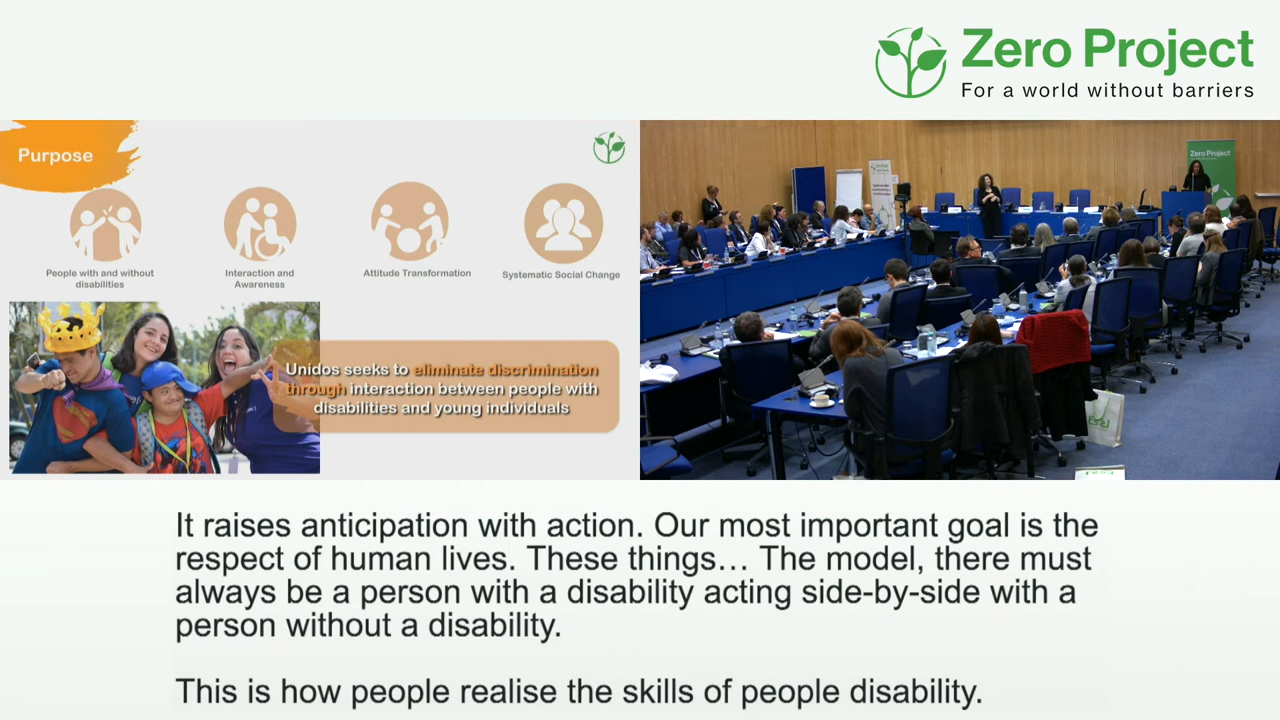 Zero Project
For a world without barriers
Purpose
People with and without
disabilities
Interaction and
Awareness
Attitude Transformation
Systematic Social Change
Unidos seeks to eliminate discrimination
through interaction between people with
disabilities and young individuals
Zero Project
It raises anticipation with action. Our most important goal is the
respect of human lives. These things… The model, there must
always be a person with a disability acting side-by-side with a
person without a disability.
This is how people realise the skills of people disability.